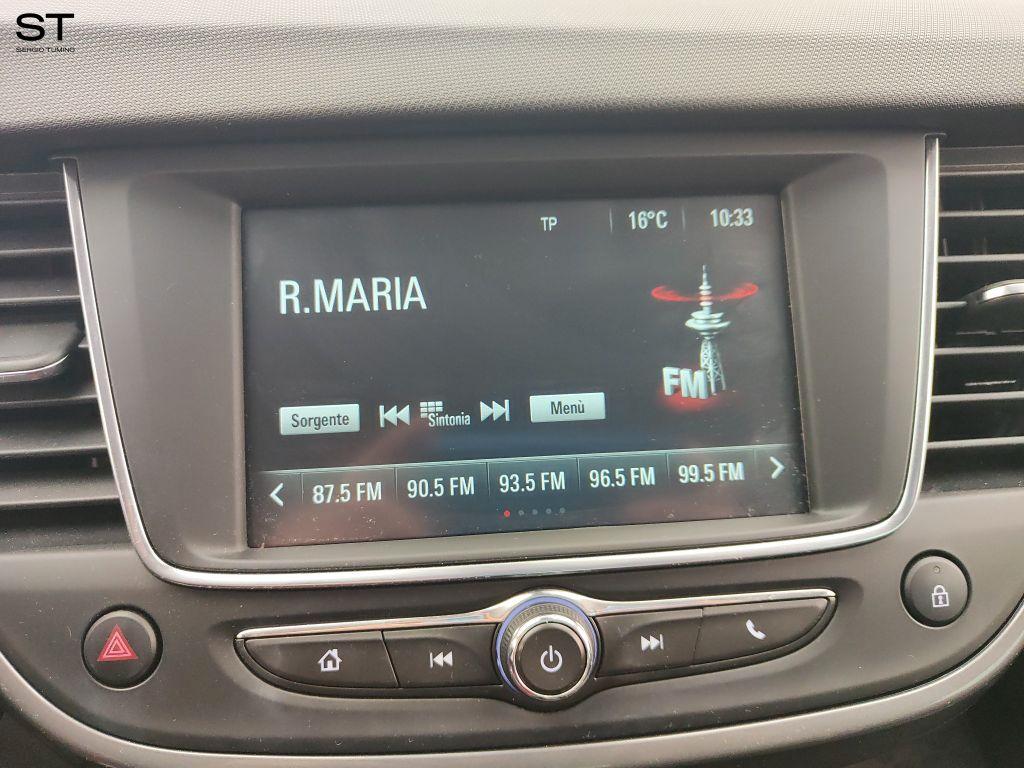 ST
SERGIO TUMINO
TP 16°C 10:33
R.MARIA
FM
Sorgente Sintonia Menù
87.5 FM 90.5 FM 93.5 FM 96.5 FM 99.5 FM